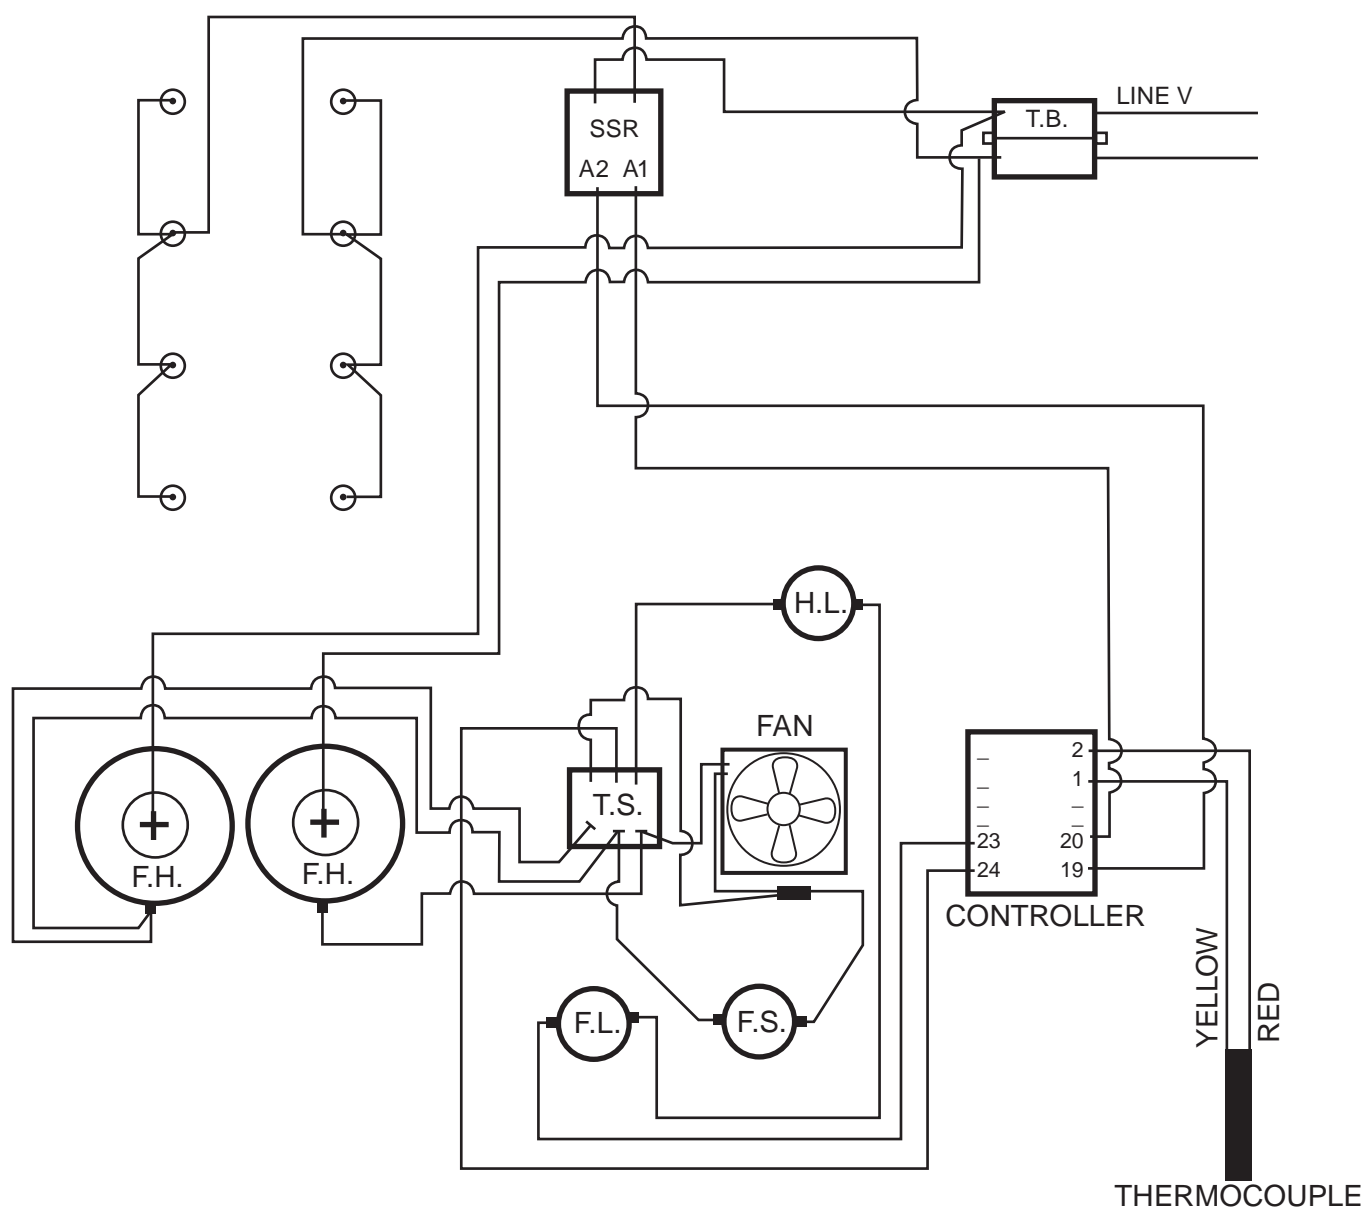 LINE V
T.B.
SSR
A2 A1
H.L.
FAN
T.S.
2
1
20
19
23
24
CONTROLLER
F.H.
F.H.
F.L.
F.S.
YELLOW
RED
THERMOCOUPLE